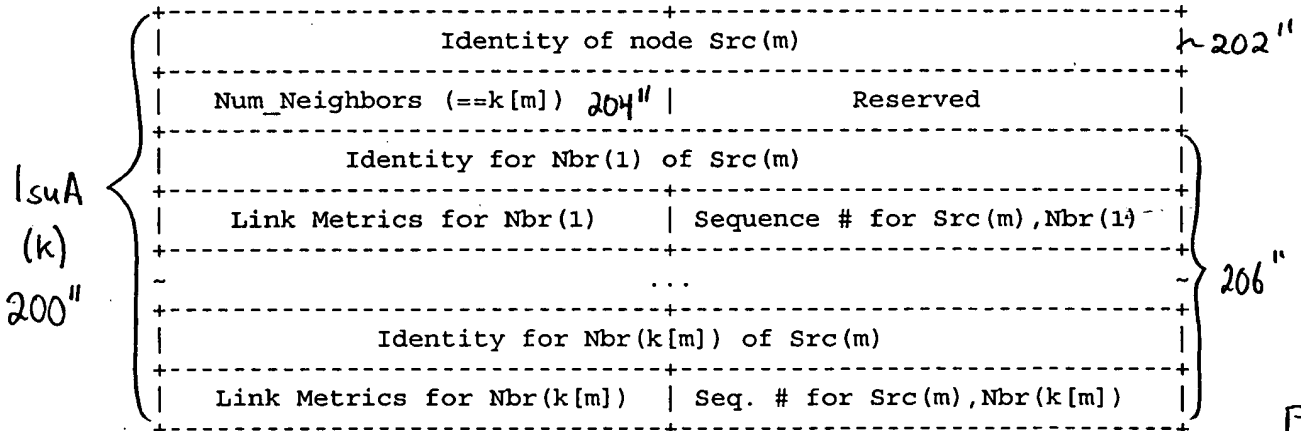 Identity of node Src(m)
202"
Num_Neighbors (==k[m]) 204" | Reserved
Identity for Nbr(1) of Src(m)
lsuA
(k)
200"
Link Metrics for Nbr(1) | Sequence # for Src(m),Nbr(1)
~ ... ~
206"
Identity for Nbr(k[m]) of Src(m)
Link Metrics for Nbr(k[m]) | Seq. # for Src(m),Nbr(k[m])